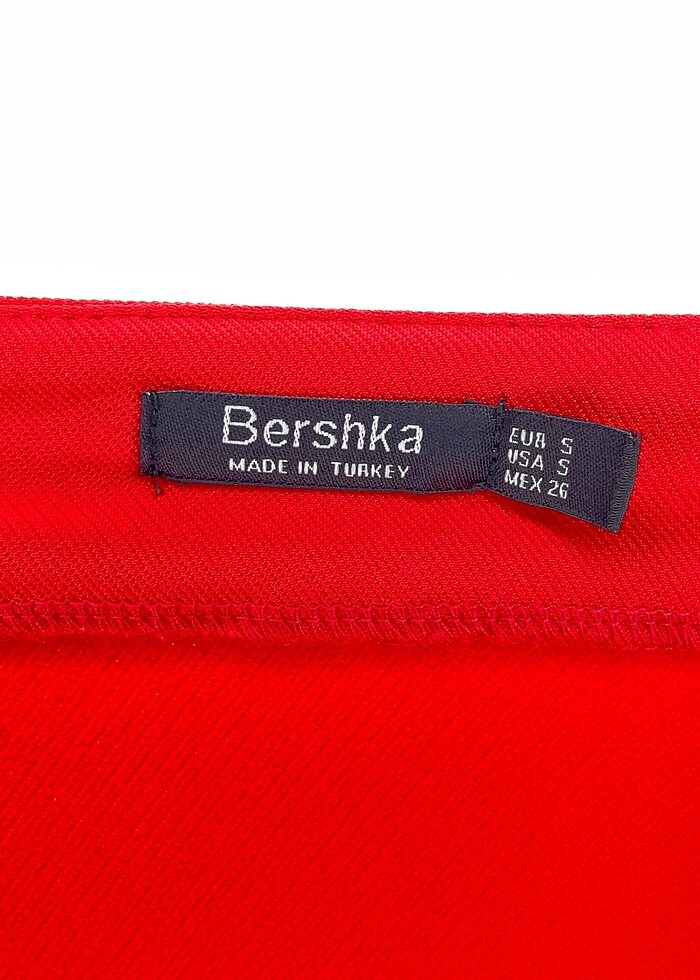 Bershka
MADE IN TURKEY
EUR S
USA S
MEX 26